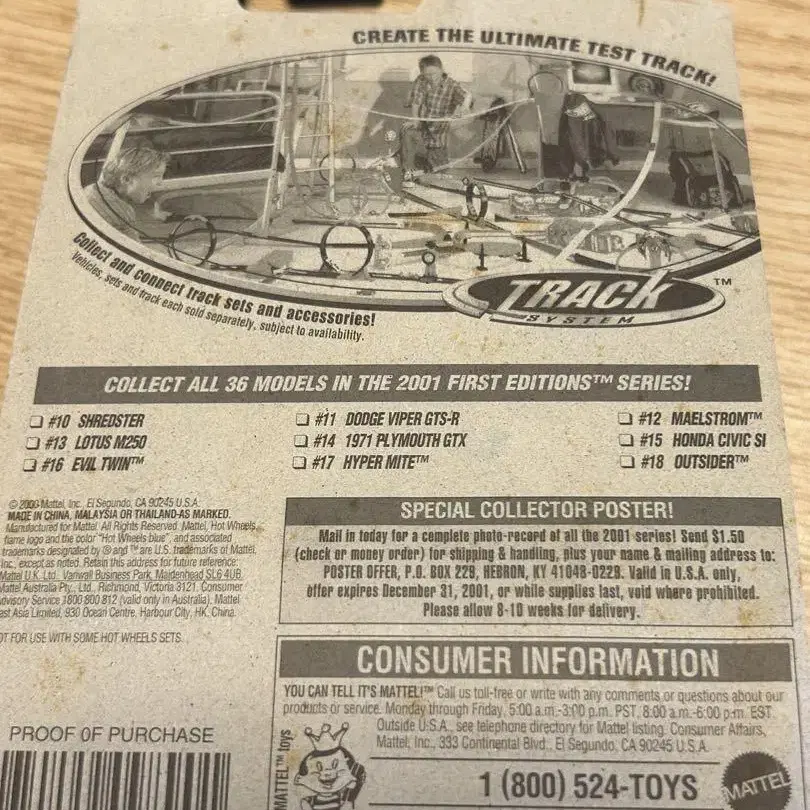 CREATE THE ULTIMATE TEST TRACK!
Collect and connect track sets and accessories!
Vehicles, sets and track each sold separately, subject to availability.
TRACK™
SYSTEM
COLLECT ALL 36 MODELS IN THE 2001 FIRST EDITIONS™ SERIES!
❑ #10 SHREDSTER ❑ #11 DODGE VIPER GTS-R ❑ #12 MAELSTROM™
❑ #13 LOTUS M250 ❑ #14 1971 PLYMOUTH GTX ❑ #15 HONDA CIVIC SI
❑ #16 EVIL TWIN™ ❑ #17 HYPER MITE™ ❑ #18 OUTSIDER™
© 2000 Mattel, Inc., El Segundo, CA 90245 U.S.A.
MADE IN CHINA, MALAYSIA OR THAILAND-AS MARKED.
Manufactured for Mattel. All Rights Reserved. Mattel, Hot Wheels,
flame logo and the color "Hot Wheels blue", and associated
trademarks designated by ® and ™ are U.S. trademarks of Mattel,
Inc., except as noted. Retain this address for future reference:
Mattel U.K. Ltd., Vanwall Business Park, Maidenhead SL6 4UB.
Mattel Australia Pty., Ltd., Richmond, Victoria 3121. Consumer
Advisory Service 1800 800 812 (valid only in Australia). Mattel
East Asia Limited, 930 Ocean Centre, Harbour City, HK, China.
NOT FOR USE WITH SOME HOT WHEELS SETS.
SPECIAL COLLECTOR POSTER!
Mail in today for a complete photo-record of all the 2001 series! Send $1.50
(check or money order) for shipping & handling, plus your name & mailing address to:
POSTER OFFER, P.O. BOX 229, HEBRON, KY 41048-0229. Valid in U.S.A. only,
offer expires December 31, 2001, or while supplies last, void where prohibited.
Please allow 8-10 weeks for delivery.
CONSUMER INFORMATION
YOU CAN TELL IT'S MATTEL!™ Call us toll-free or write with any comments or questions about our
products or service. Monday through Friday, 5:00 a.m.-3:00 p.m. PST, 8:00 a.m.-6:00 p.m. EST.
Outside U.S.A., see telephone directory for Mattel listing. Consumer Affairs,
Mattel, Inc., 333 Continental Blvd., El Segundo, CA 90245 U.S.A.
1 (800) 524-TOYS
MATTEL™ toys
MATTEL
PROOF OF PURCHASE